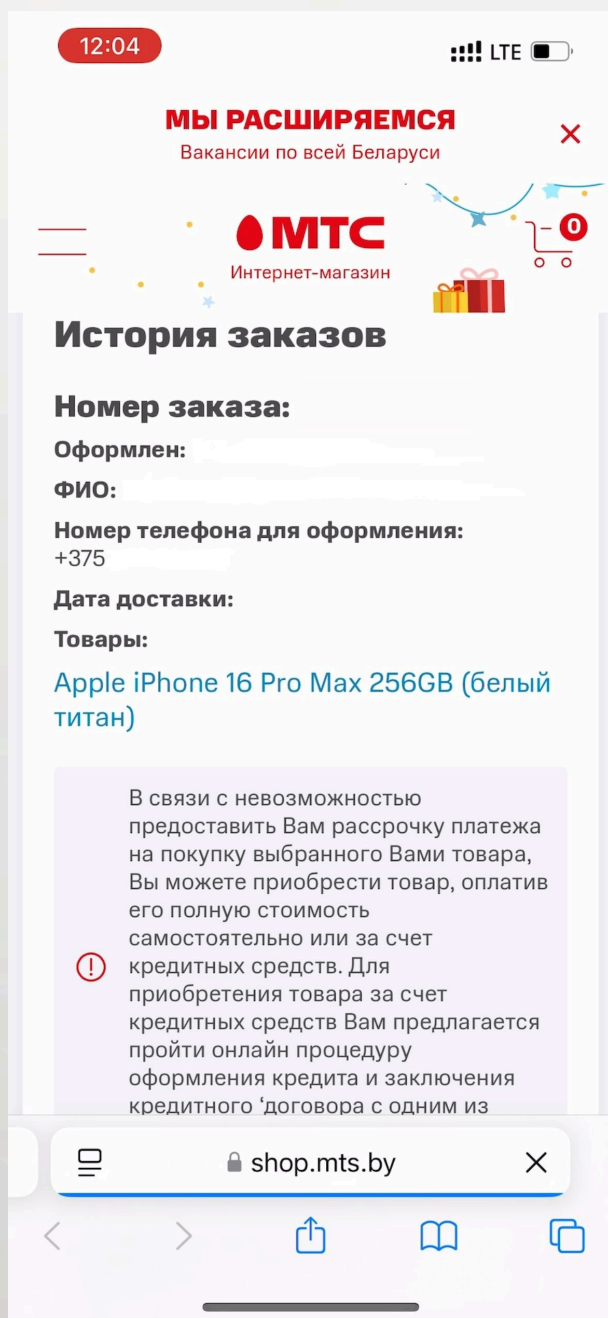 12:04
LTE
МЫ РАСШИРЯЕМСЯ
Вакансии по всей Беларуси
МТС
0
Интернет-магазин
История заказов
Номер заказа:
Оформлен:
ФИО:
Номер телефона для оформления:
+375
Дата доставки:
Товары:
Apple iPhone 16 Pro Max 256GB (белый
титан)
В связи с невозможностью
предоставить Вам рассрочку платежа
на покупку выбранного Вами товара,
Вы можете приобрести товар, оплатив
его полную стоимость
самостоятельно или за счет
кредитных средств. Для
приобретения товара за счет
кредитных средств Вам предлагается
пройти онлайн процедуру
оформления кредита и заключения
кредитного ‘договора с одним из
shop.mts.by